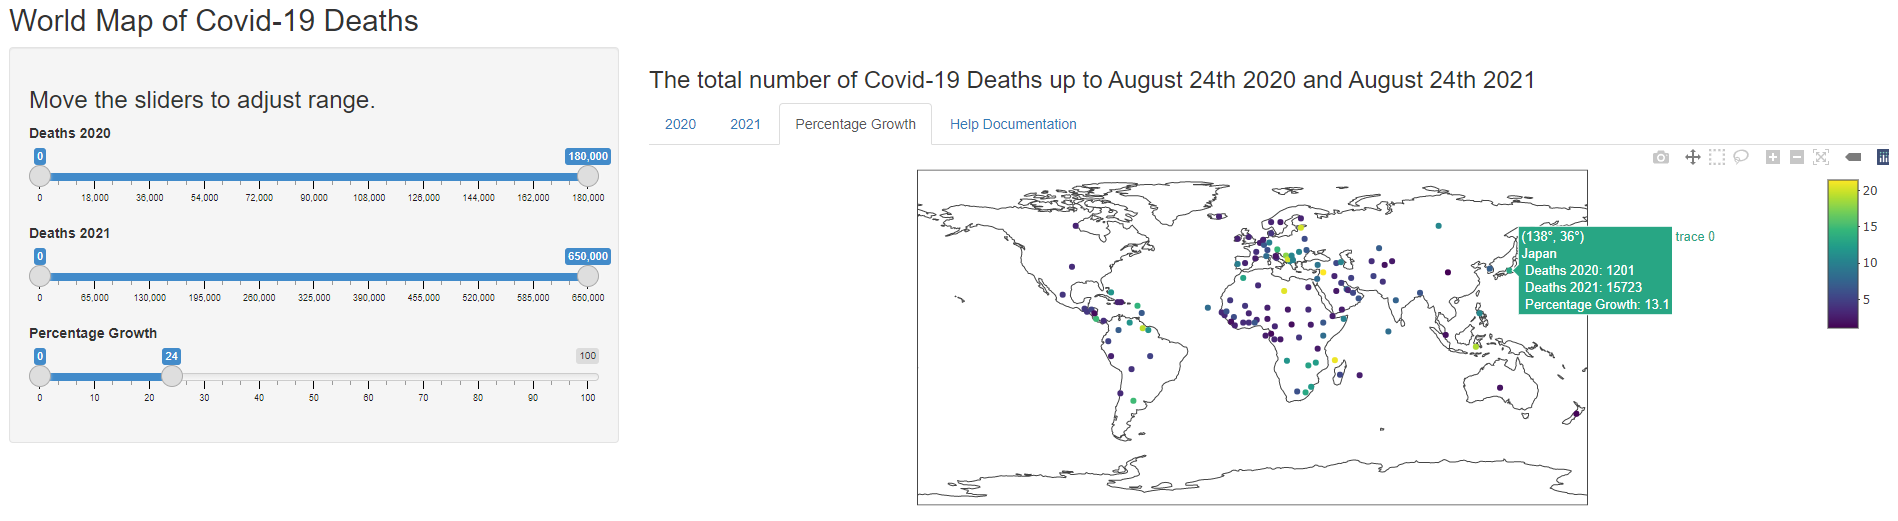 World Map of Covid-19 Deaths
Move the sliders to adjust range.
Deaths 2020
0 180,000
0 18,000 36,000 54,000 72,000 90,000 108,000 126,000 144,000 162,000 180,000
Deaths 2021
0 650,000
0 65,000 130,000 195,000 260,000 325,000 390,000 455,000 520,000 585,000 650,000
Percentage Growth
0 24 100
0 10 20 30 40 50 60 70 80 90 100
The total number of Covid-19 Deaths up to August 24th 2020 and August 24th 2021
2020 2021 Percentage Growth Help Documentation
(138°, 36°)
Japan
Deaths 2020: 1201
Deaths 2021: 15723
Percentage Growth: 13.1
trace 0
20
15
10
5